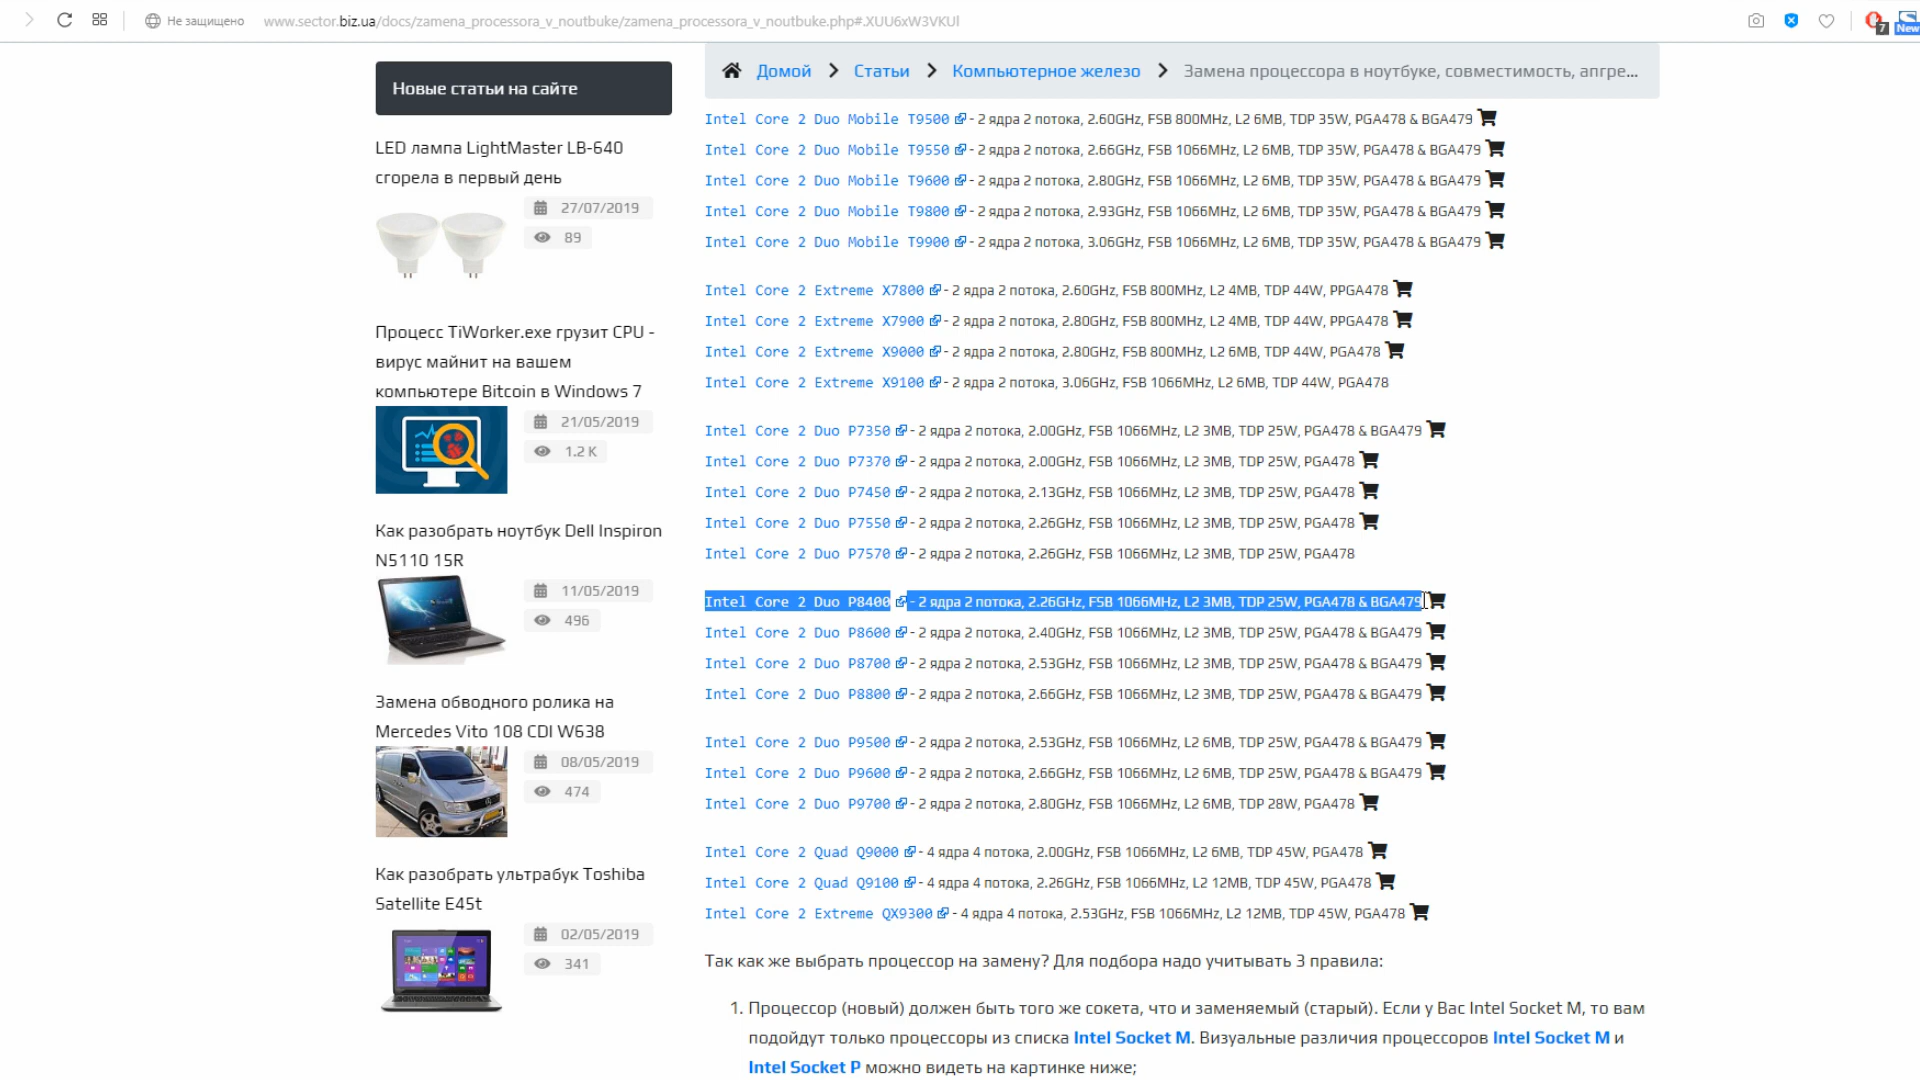 Не защищено
www.sector.biz.ua/docs/zamena_processora_v_noutbuke/zamena_processora_v_noutbuke.php#.XUU6xW3VKUl
7
New
Новые статьи на сайте
LED лампа LightMaster LB-640
сгорела в первый день
27/07/2019
89
Процесс TiWorker.exe грузит CPU -
вирус майнит на вашем
компьютере Bitcoin в Windows 7
21/05/2019
1.2 K
Как разобрать ноутбук Dell Inspiron
N5110 15R
11/05/2019
496
Замена обводного ролика на
Mercedes Vito 108 CDI W638
08/05/2019
474
Как разобрать ультрабук Toshiba
Satellite E45t
02/05/2019
341
Домой Статьи Компьютерное железо Замена процессора в ноутбуке, совместимость, апгре...
Intel Core 2 Duo Mobile T9500 - 2 ядра 2 потока, 2.60GHz, FSB 800MHz, L2 6MB, TDP 35W, PGA478 & BGA479
Intel Core 2 Duo Mobile T9550 - 2 ядра 2 потока, 2.66GHz, FSB 1066MHz, L2 6MB, TDP 35W, PGA478 & BGA479
Intel Core 2 Duo Mobile T9600 - 2 ядра 2 потока, 2.80GHz, FSB 1066MHz, L2 6MB, TDP 35W, PGA478 & BGA479
Intel Core 2 Duo Mobile T9800 - 2 ядра 2 потока, 2.93GHz, FSB 1066MHz, L2 6MB, TDP 35W, PGA478 & BGA479
Intel Core 2 Duo Mobile T9900 - 2 ядра 2 потока, 3.06GHz, FSB 1066MHz, L2 6MB, TDP 35W, PGA478 & BGA479
Intel Core 2 Extreme X7800 - 2 ядра 2 потока, 2.60GHz, FSB 800MHz, L2 4MB, TDP 44W, PPGA478
Intel Core 2 Extreme X7900 - 2 ядра 2 потока, 2.80GHz, FSB 800MHz, L2 4MB, TDP 44W, PPGA478
Intel Core 2 Extreme X9000 - 2 ядра 2 потока, 2.80GHz, FSB 800MHz, L2 6MB, TDP 44W, PGA478
Intel Core 2 Extreme X9100 - 2 ядра 2 потока, 3.06GHz, FSB 1066MHz, L2 6MB, TDP 44W, PGA478
Intel Core 2 Duo P7350 - 2 ядра 2 потока, 2.00GHz, FSB 1066MHz, L2 3MB, TDP 25W, PGA478 & BGA479
Intel Core 2 Duo P7370 - 2 ядра 2 потока, 2.00GHz, FSB 1066MHz, L2 3MB, TDP 25W, PGA478
Intel Core 2 Duo P7450 - 2 ядра 2 потока, 2.13GHz, FSB 1066MHz, L2 3MB, TDP 25W, PGA478
Intel Core 2 Duo P7550 - 2 ядра 2 потока, 2.26GHz, FSB 1066MHz, L2 3MB, TDP 25W, PGA478
Intel Core 2 Duo P7570 - 2 ядра 2 потока, 2.26GHz, FSB 1066MHz, L2 3MB, TDP 25W, PGA478
Intel Core 2 Duo P8400 - 2 ядра 2 потока, 2.26GHz, FSB 1066MHz, L2 3MB, TDP 25W, PGA478 & BGA479
Intel Core 2 Duo P8600 - 2 ядра 2 потока, 2.40GHz, FSB 1066MHz, L2 3MB, TDP 25W, PGA478 & BGA479
Intel Core 2 Duo P8700 - 2 ядра 2 потока, 2.53GHz, FSB 1066MHz, L2 3MB, TDP 25W, PGA478 & BGA479
Intel Core 2 Duo P8800 - 2 ядра 2 потока, 2.66GHz, FSB 1066MHz, L2 3MB, TDP 25W, PGA478 & BGA479
Intel Core 2 Duo P9500 - 2 ядра 2 потока, 2.53GHz, FSB 1066MHz, L2 6MB, TDP 25W, PGA478 & BGA479
Intel Core 2 Duo P9600 - 2 ядра 2 потока, 2.66GHz, FSB 1066MHz, L2 6MB, TDP 25W, PGA478 & BGA479
Intel Core 2 Duo P9700 - 2 ядра 2 потока, 2.80GHz, FSB 1066MHz, L2 6MB, TDP 28W, PGA478
Intel Core 2 Quad Q9000 - 4 ядра 4 потока, 2.00GHz, FSB 1066MHz, L2 6MB, TDP 45W, PGA478
Intel Core 2 Quad Q9100 - 4 ядра 4 потока, 2.26GHz, FSB 1066MHz, L2 12MB, TDP 45W, PGA478
Intel Core 2 Extreme QX9300 - 4 ядра 4 потока, 2.53GHz, FSB 1066MHz, L2 12MB, TDP 45W, PGA478
Так как же выбрать процессор на замену? Для подбора надо учитывать 3 правила:
1. Процессор (новый) должен быть того же сокета, что и заменяемый (старый). Если у Вас Intel Socket M, то вам
подойдут только процессоры из списка Intel Socket M. Визуальные различия процессоров Intel Socket M и
Intel Socket P можно видеть на картинке ниже;